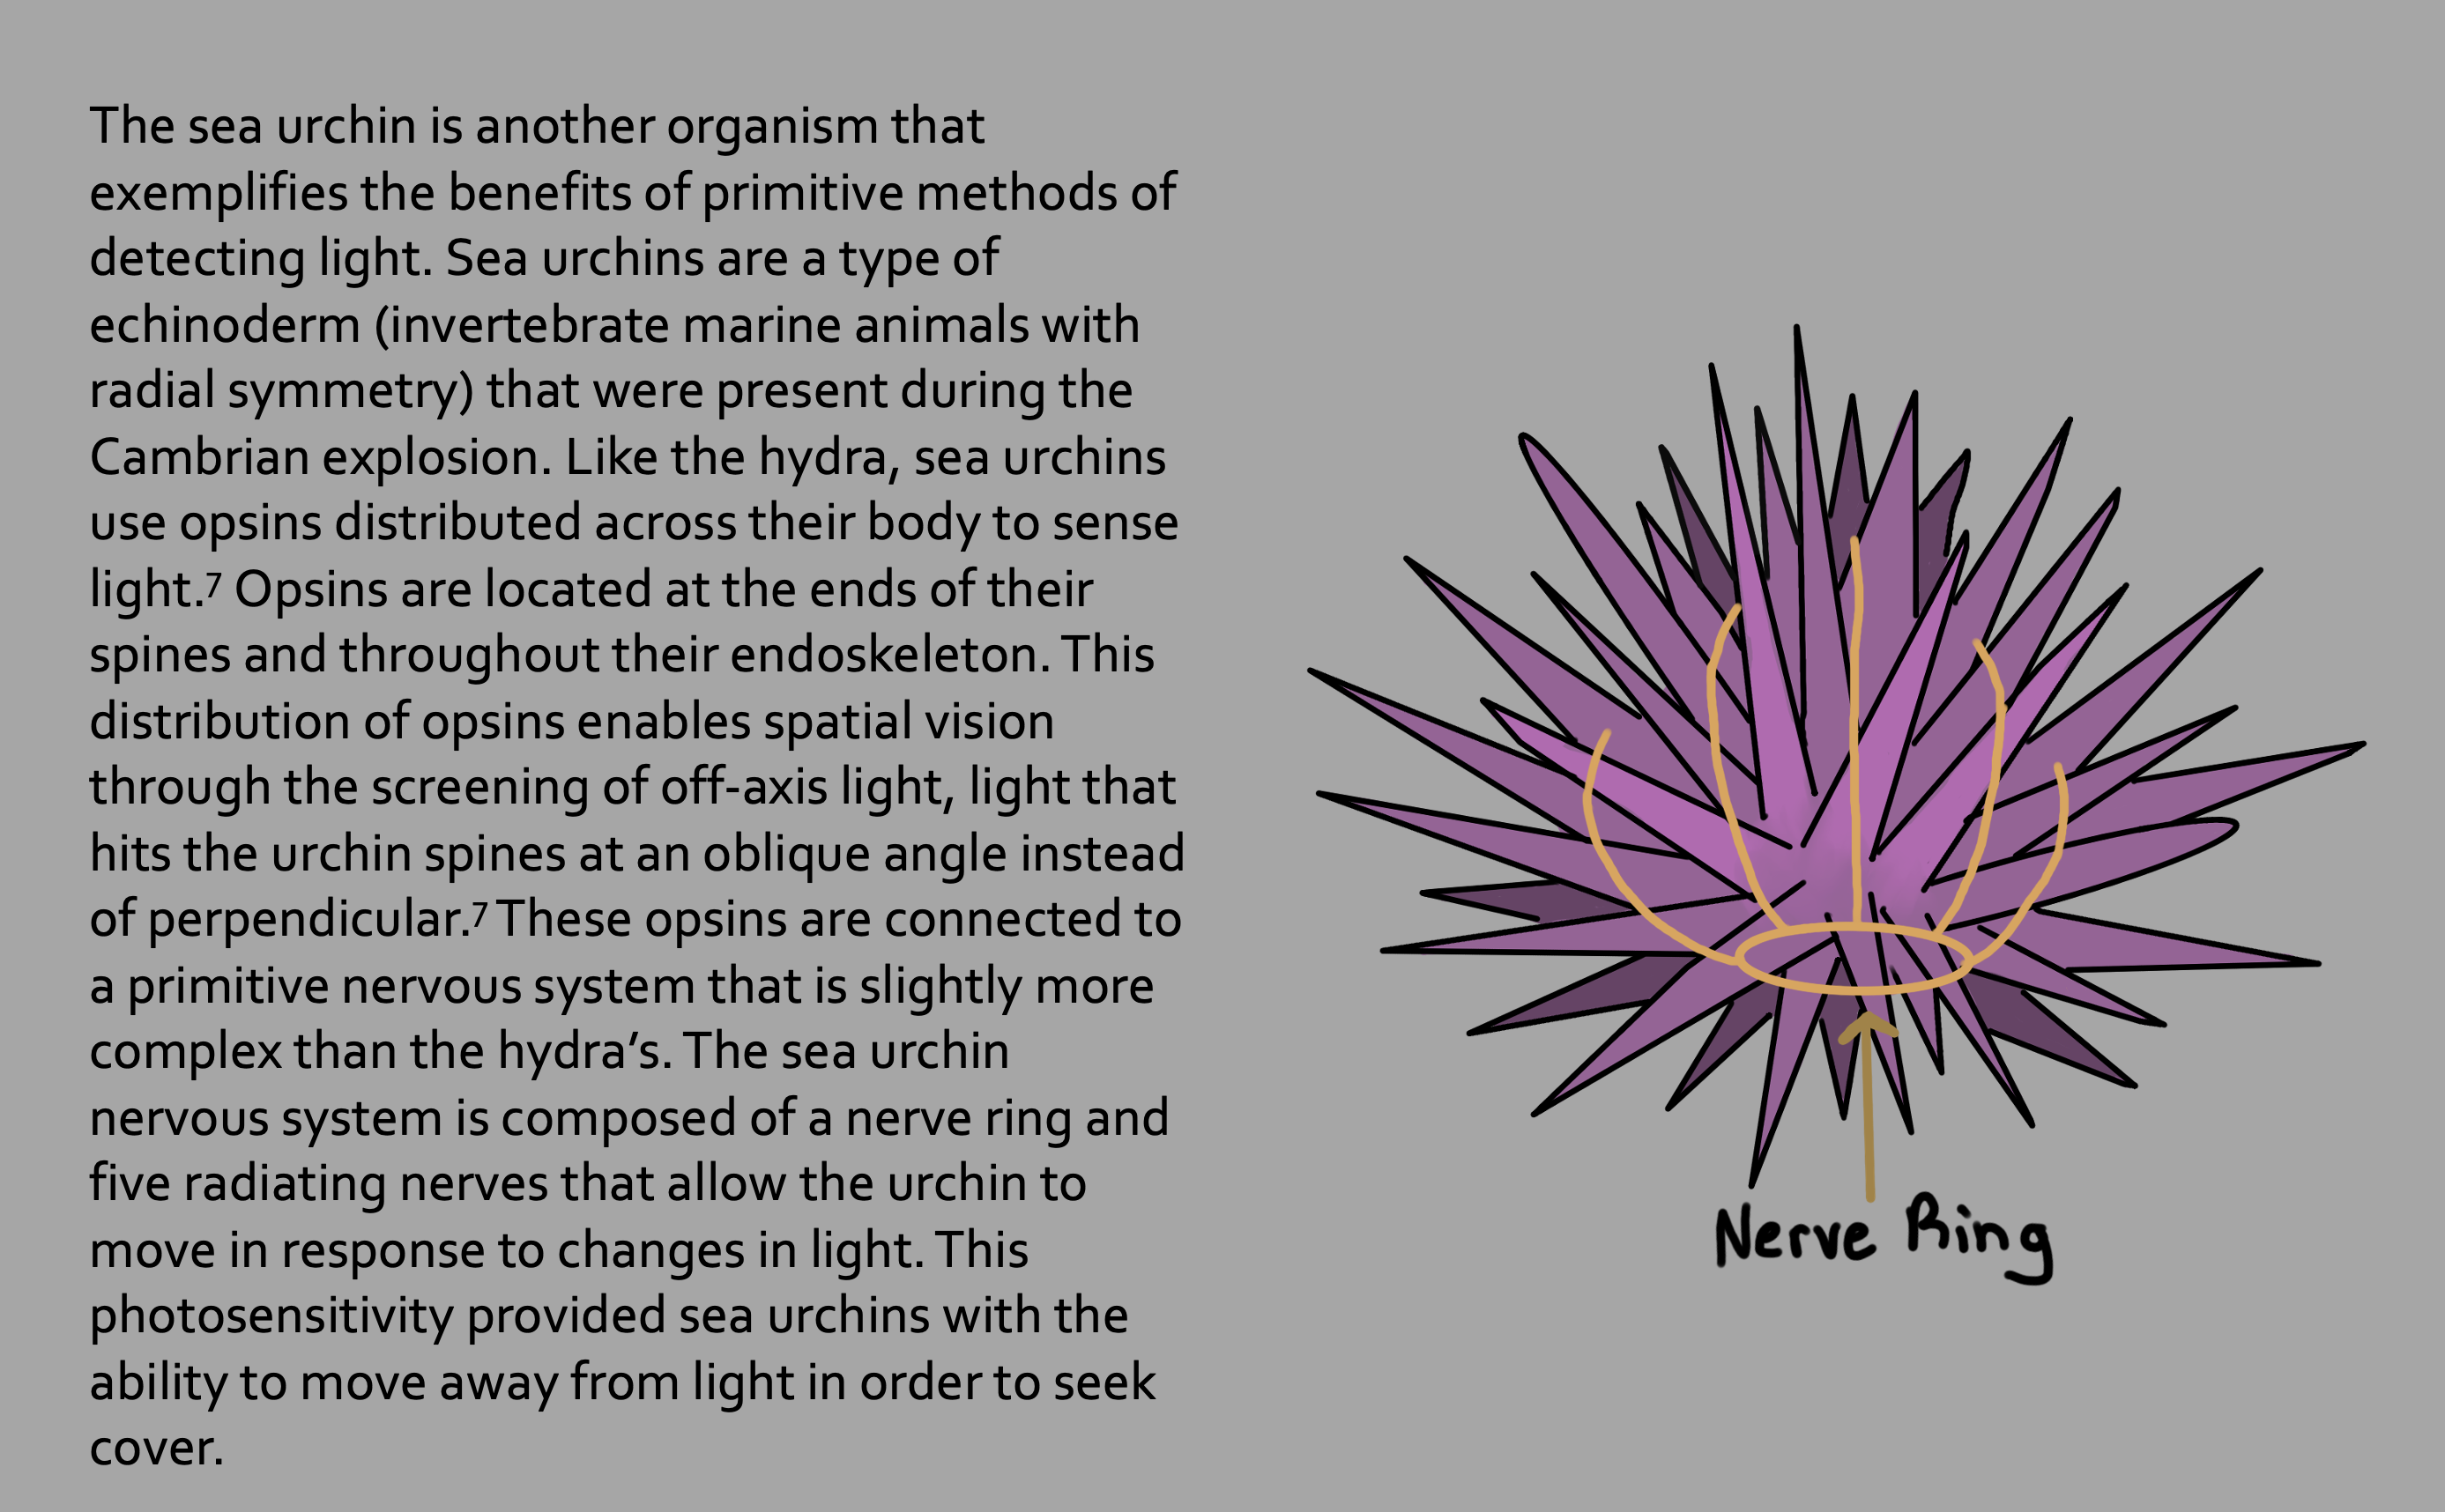 The sea urchin is another organism that
exemplifies the benefits of primitive methods of
detecting light. Sea urchins are a type of
echinoderm (invertebrate marine animals with
radial symmetry) that were present during the
Cambrian explosion. Like the hydra, sea urchins
use opsins distributed across their body to sense
light.⁷ Opsins are located at the ends of their
spines and throughout their endoskeleton. This
distribution of opsins enables spatial vision
through the screening of off-axis light, light that
hits the urchin spines at an oblique angle instead
of perpendicular.⁷ These opsins are connected to
a primitive nervous system that is slightly more
complex than the hydra’s. The sea urchin
nervous system is composed of a nerve ring and
five radiating nerves that allow the urchin to
move in response to changes in light. This
photosensitivity provided sea urchins with the
ability to move away from light in order to seek
cover.
Nerve Ring